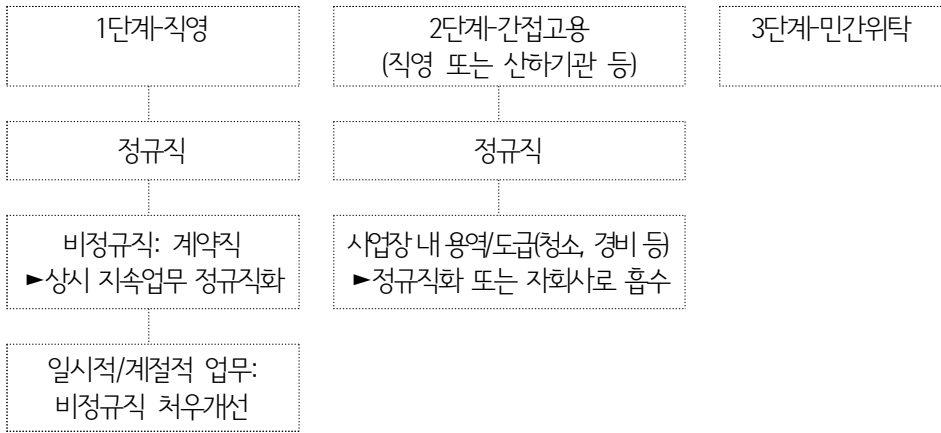 1단계-직영
2단계-간접고용
(직영 또는 산하기관 등)
3단계-민간위탁
정규직
정규직
비정규직: 계약직
►상시 지속업무 정규직화
사업장 내 용역/도급(청소, 경비 등)
►정규직화 또는 자회사로 흡수
일시적/계절적 업무:
비정규직 처우개선